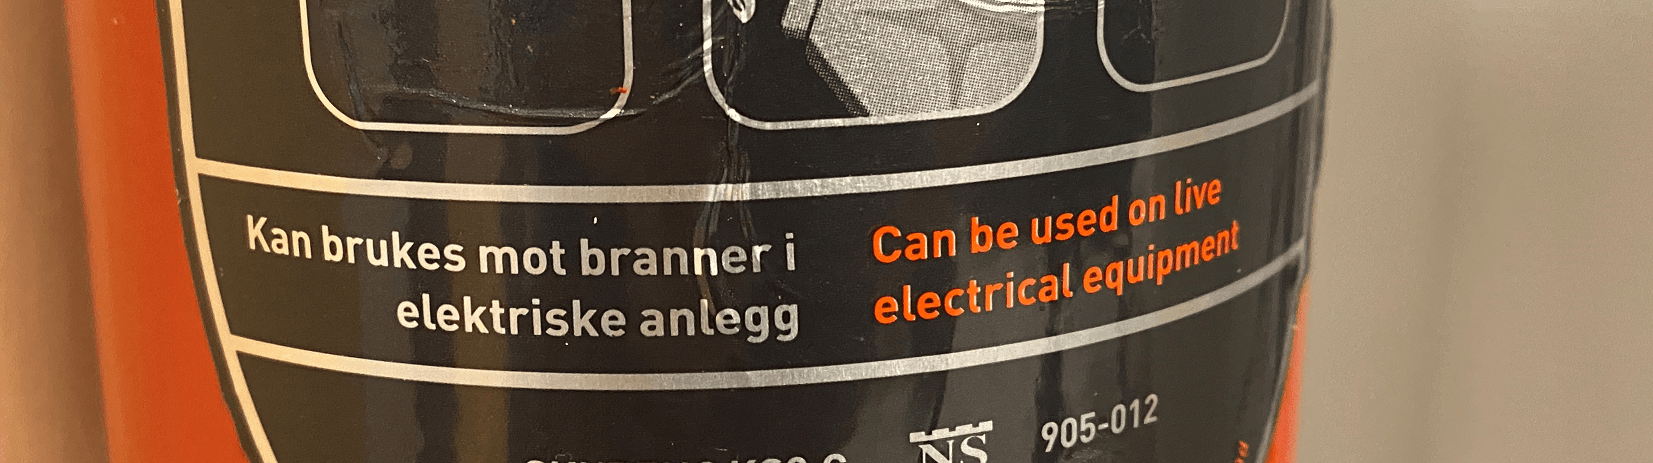 Kan brukes mot branner i
elektriske anlegg
Can be used on live
electrical equipment
NS
905-012